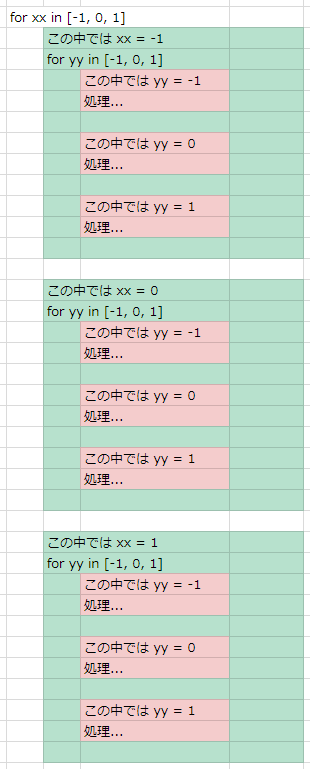 for xx in [-1, 0, 1]
この中では xx = -1
for yy in [-1, 0, 1]
この中では yy = -1
処理...
この中では yy = 0
処理...
この中では yy = 1
処理...
この中では xx = 0
for yy in [-1, 0, 1]
この中では yy = -1
処理...
この中では yy = 0
処理...
この中では yy = 1
処理...
この中では xx = 1
for yy in [-1, 0, 1]
この中では yy = -1
処理...
この中では yy = 0
処理...
この中では yy = 1
処理...